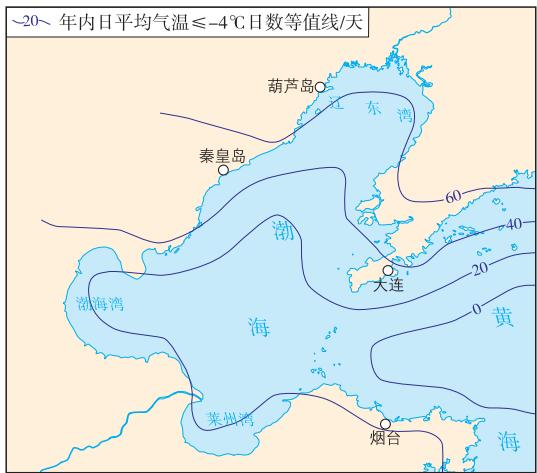 —20— 年内日平均气温≤-4℃日数等值线/天
葫芦岛
辽东湾
秦皇岛
60
40
渤
20
大连
渤海湾
0
黄
海
莱州湾
烟台
海